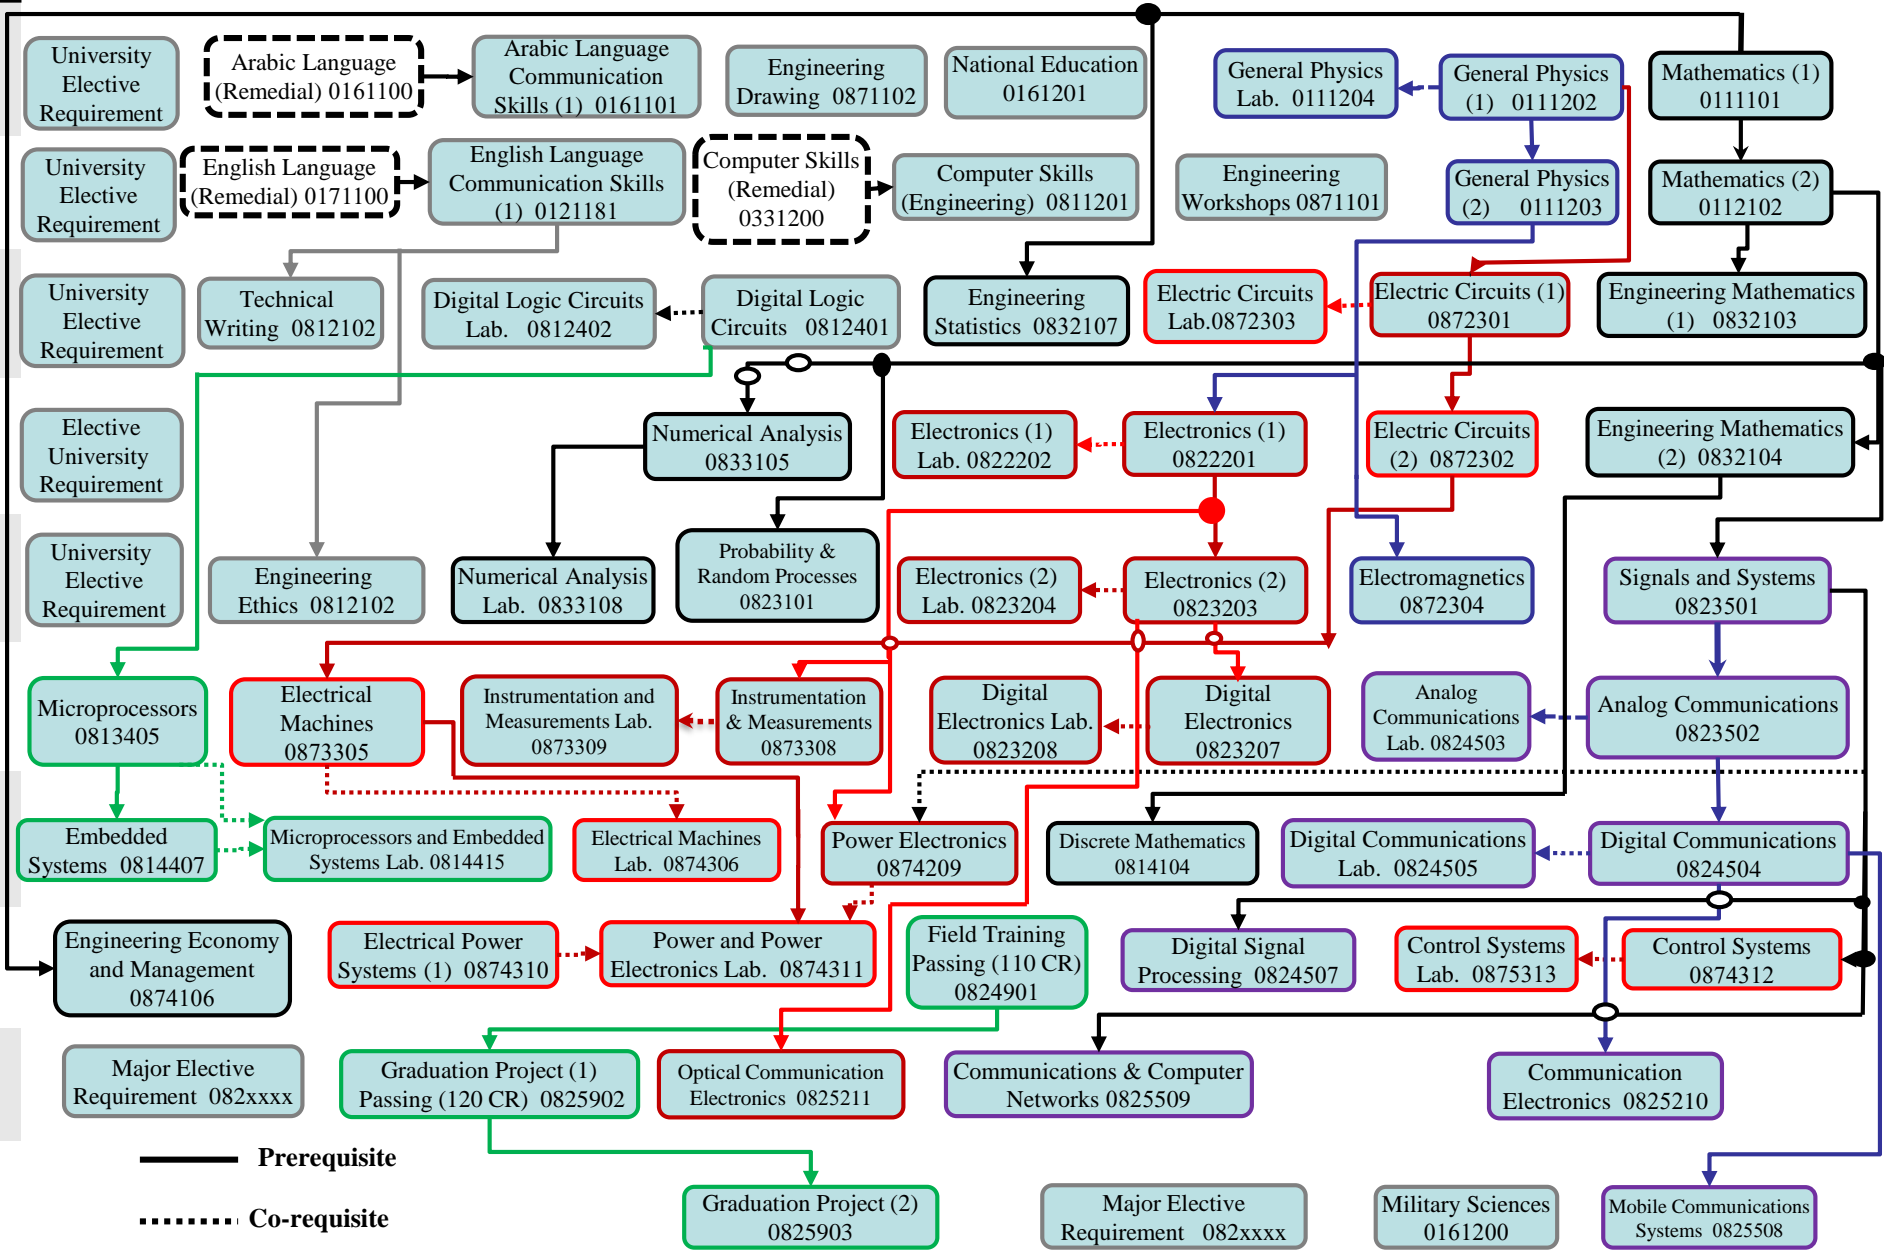 University
Elective
Requirement
Arabic Language
(Remedial) 0161100
Arabic Language
Communication
Skills (1) 0161101
Engineering
Drawing 0871102
National Education
0161201
General Physics
Lab. 0111204
General Physics
(1) 0111202
Mathematics (1)
0111101
University
Elective
Requirement
English Language
(Remedial) 0171100
English Language
Communication Skills
(1) 0121181
Computer Skills
(Remedial)
0331200
Computer Skills
(Engineering) 0811201
Engineering
Workshops 0871101
General Physics
(2) 0111203
Mathematics (2)
0112102
University
Elective
Requirement
Technical
Writing 0812102
Digital Logic Circuits
Lab. 0812402
Digital Logic
Circuits 0812401
Engineering
Statistics 0832107
Electric Circuits
Lab.0872303
Electric Circuits (1)
0872301
Engineering Mathematics
(1) 0832103
Elective
University
Requirement
Numerical Analysis
0833105
Electronics (1)
Lab. 0822202
Electronics (1)
0822201
Electric Circuits
(2) 0872302
Engineering Mathematics
(2) 0832104
University
Elective
Requirement
Engineering
Ethics 0812102
Numerical Analysis
Lab. 0833108
Probability &
Random Processes
0823101
Electronics (2)
Lab. 0823204
Electronics (2)
0823203
Electromagnetics
0872304
Signals and Systems
0823501
Microprocessors
0813405
Electrical
Machines
0873305
Instrumentation and
Measurements Lab.
0873309
Instrumentation
& Measurements
0873308
Digital
Electronics Lab.
0823208
Digital
Electronics
0823207
Analog
Communications
Lab. 0824503
Analog Communications
0823502
Embedded
Systems 0814407
Microprocessors and Embedded
Systems Lab. 0814415
Electrical Machines
Lab. 0874306
Power Electronics
0874209
Discrete Mathematics
0814104
Digital Communications
Lab. 0824505
Digital Communications
0824504
Engineering Economy
and Management
0874106
Electrical Power
Systems (1) 0874310
Power and Power
Electronics Lab. 0874311
Field Training
Passing (110 CR)
0824901
Digital Signal
Processing 0824507
Control Systems
Lab. 0875313
Control Systems
0874312
Major Elective
Requirement 082xxxx
Graduation Project (1)
Passing (120 CR) 0825902
Optical Communication
Electronics 0825211
Communications & Computer
Networks 0825509
Communication
Electronics 0825210
Prerequisite
Co-requisite
Graduation Project (2)
0825903
Major Elective
Requirement 082xxxx
Military Sciences
0161200
Mobile Communications
Systems 0825508